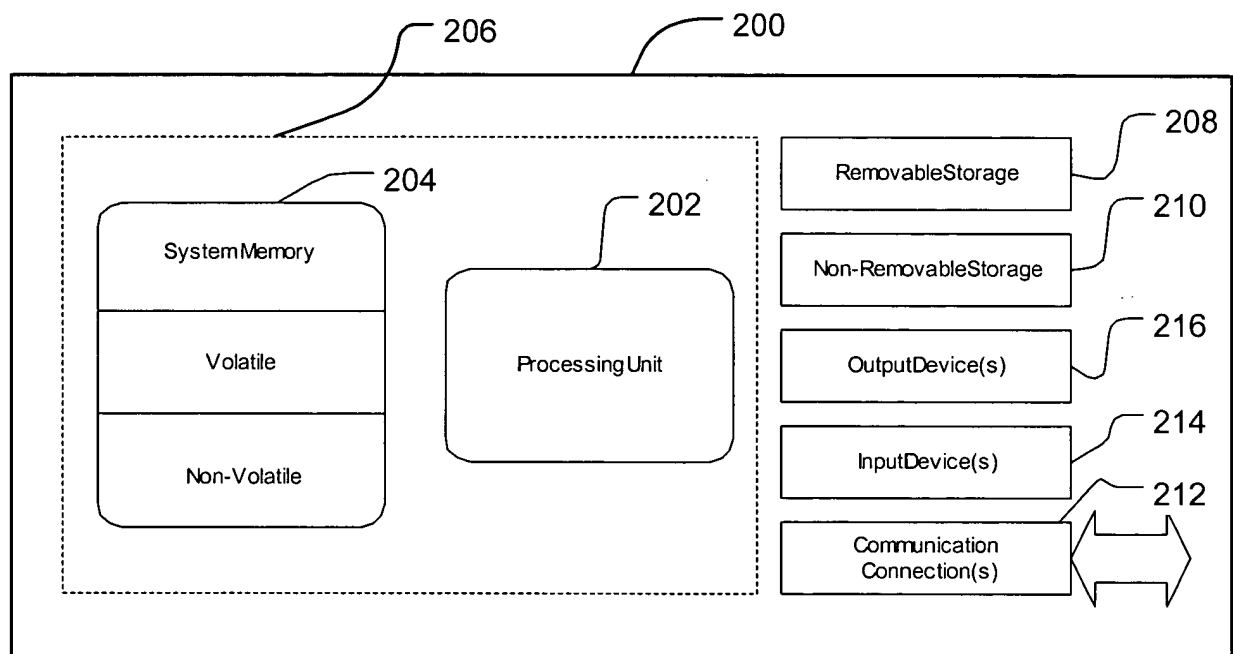 206
200
204
SystemMemory
Volatile
Non-Volatile
202
ProcessingUnit
RemovableStorage
208
Non-RemovableStorage
210
OutputDevice(s)
216
InputDevice(s)
214
Communication
Connection(s)
212